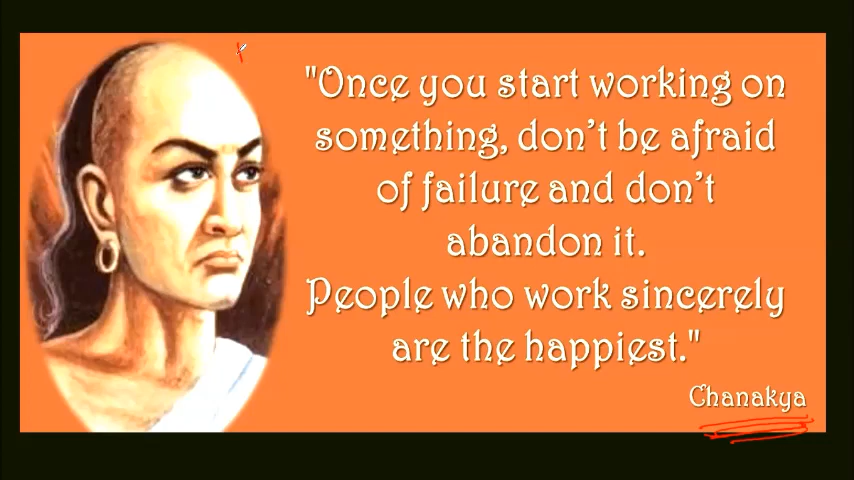 "Once you start working on
something, don't be afraid
of failure and don't
abandon it.
People who work sincerely
are the happiest."
Chanakya